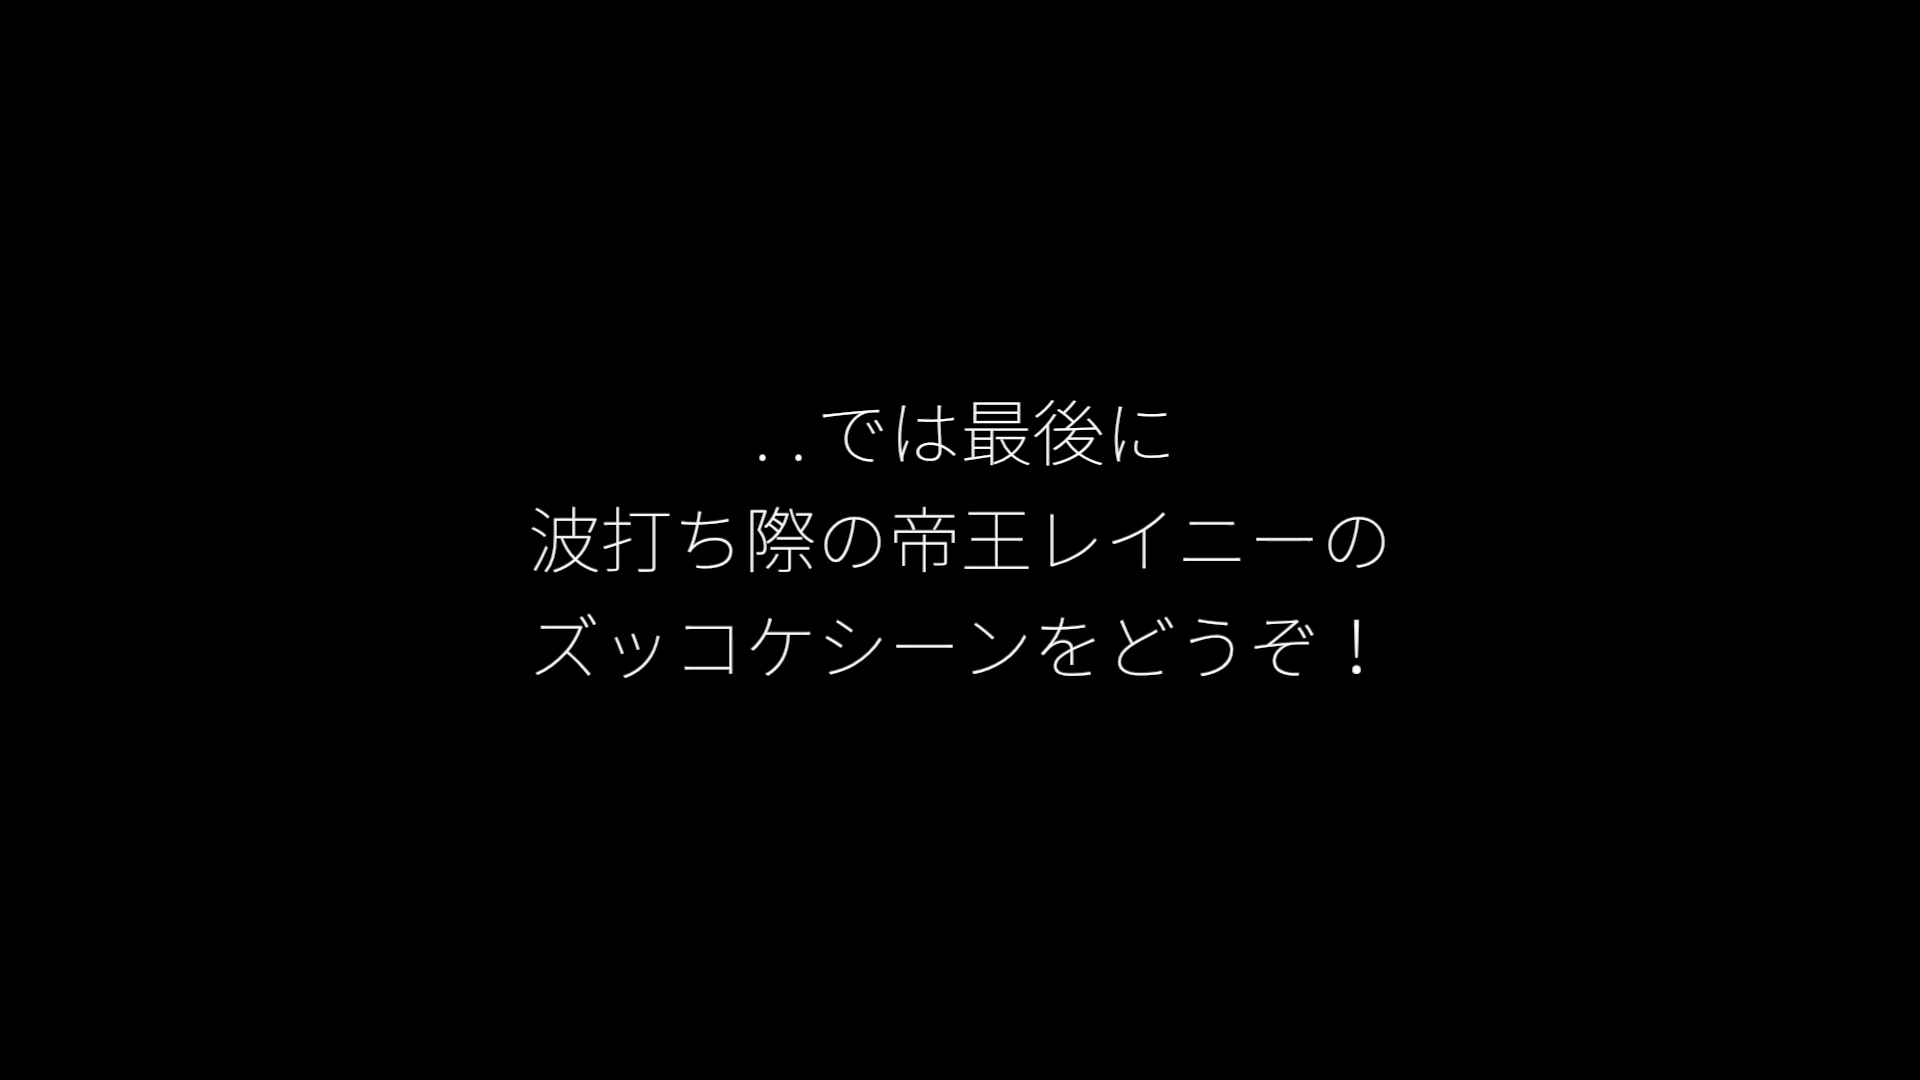 ..では最後に
波打ち際の帝王レイニーの
ズッコケシーンをどうぞ！